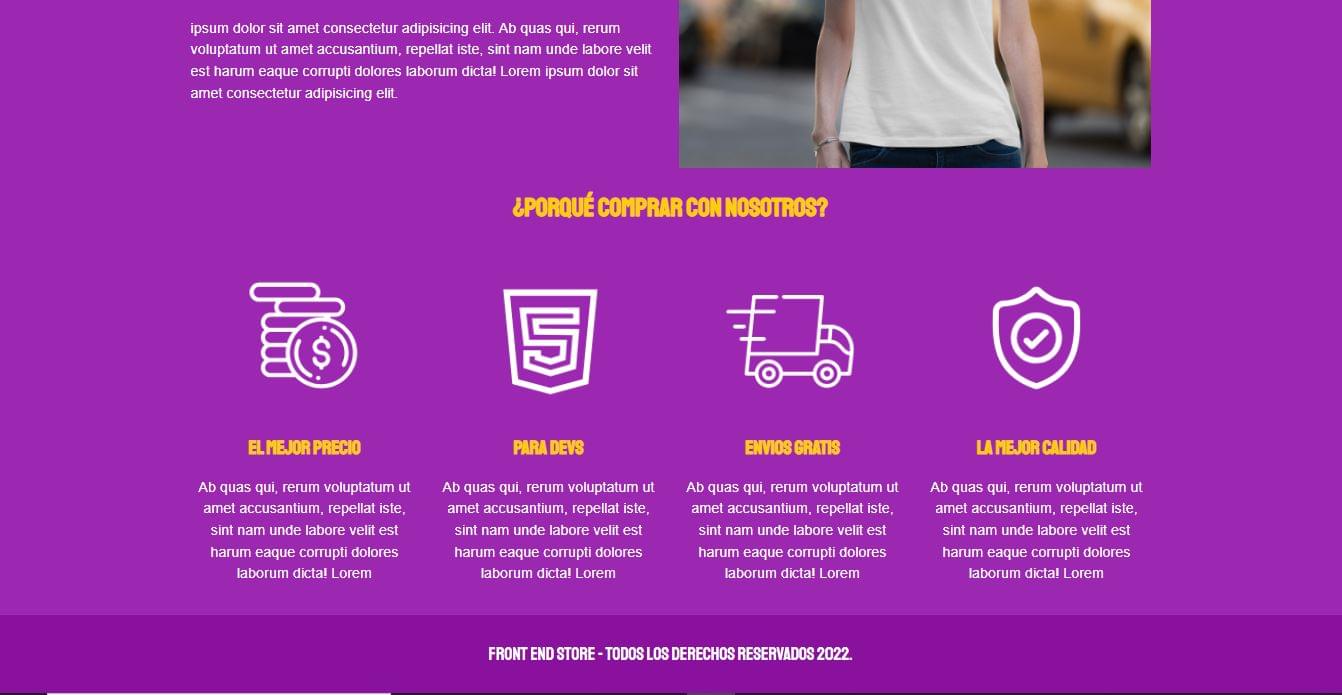 ipsum dolor sit amet consectetur adipisicing elit. Ab quas qui, rerum
voluptatum ut amet accusantium, repellat iste, sint nam unde labore velit
est harum eaque corrupti dolores laborum dicta! Lorem ipsum dolor sit
amet consectetur adipisicing elit.
¿PORQUÉ COMPRAR CON NOSOTROS?
$
5
EL MEJOR PRECIO
Ab quas qui, rerum voluptatum ut
amet accusantium, repellat iste,
sint nam unde labore velit est
harum eaque corrupti dolores
laborum dicta! Lorem
PARA DEVS
Ab quas qui, rerum voluptatum ut
amet accusantium, repellat iste,
sint nam unde labore velit est
harum eaque corrupti dolores
laborum dicta! Lorem
ENVIOS GRATIS
Ab quas qui, rerum voluptatum ut
amet accusantium, repellat iste,
sint nam unde labore velit est
harum eaque corrupti dolores
laborum dicta! Lorem
LA MEJOR CALIDAD
Ab quas qui, rerum voluptatum ut
amet accusantium, repellat iste,
sint nam unde labore velit est
harum eaque corrupti dolores
laborum dicta! Lorem
FRONT END STORE - TODOS LOS DERECHOS RESERVADOS 2022.